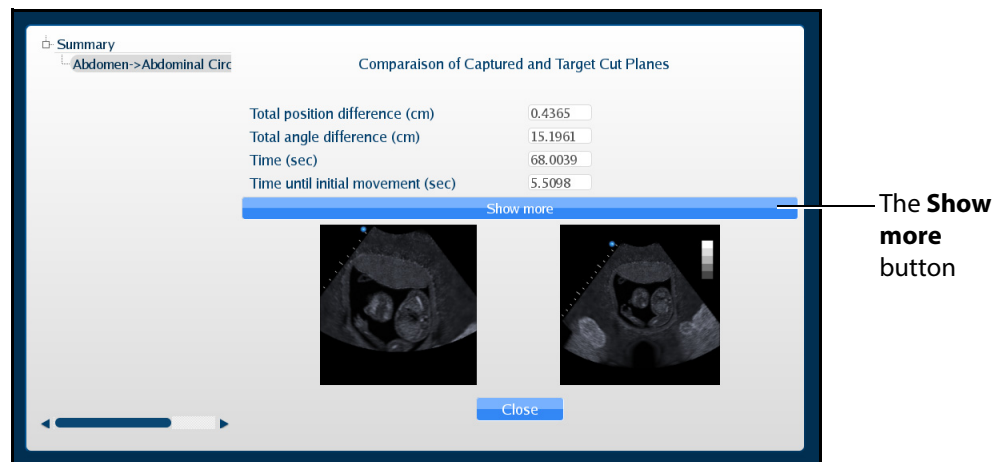 Summary
Abdomen->Abdominal Circ
Comparaison of Captured and Target Cut Planes
Total position difference (cm) 0.4365
Total angle difference (cm) 15.1961
Time (sec) 68.0039
Time until initial movement (sec) 5.5098
Show more
Close
The Show
more
button